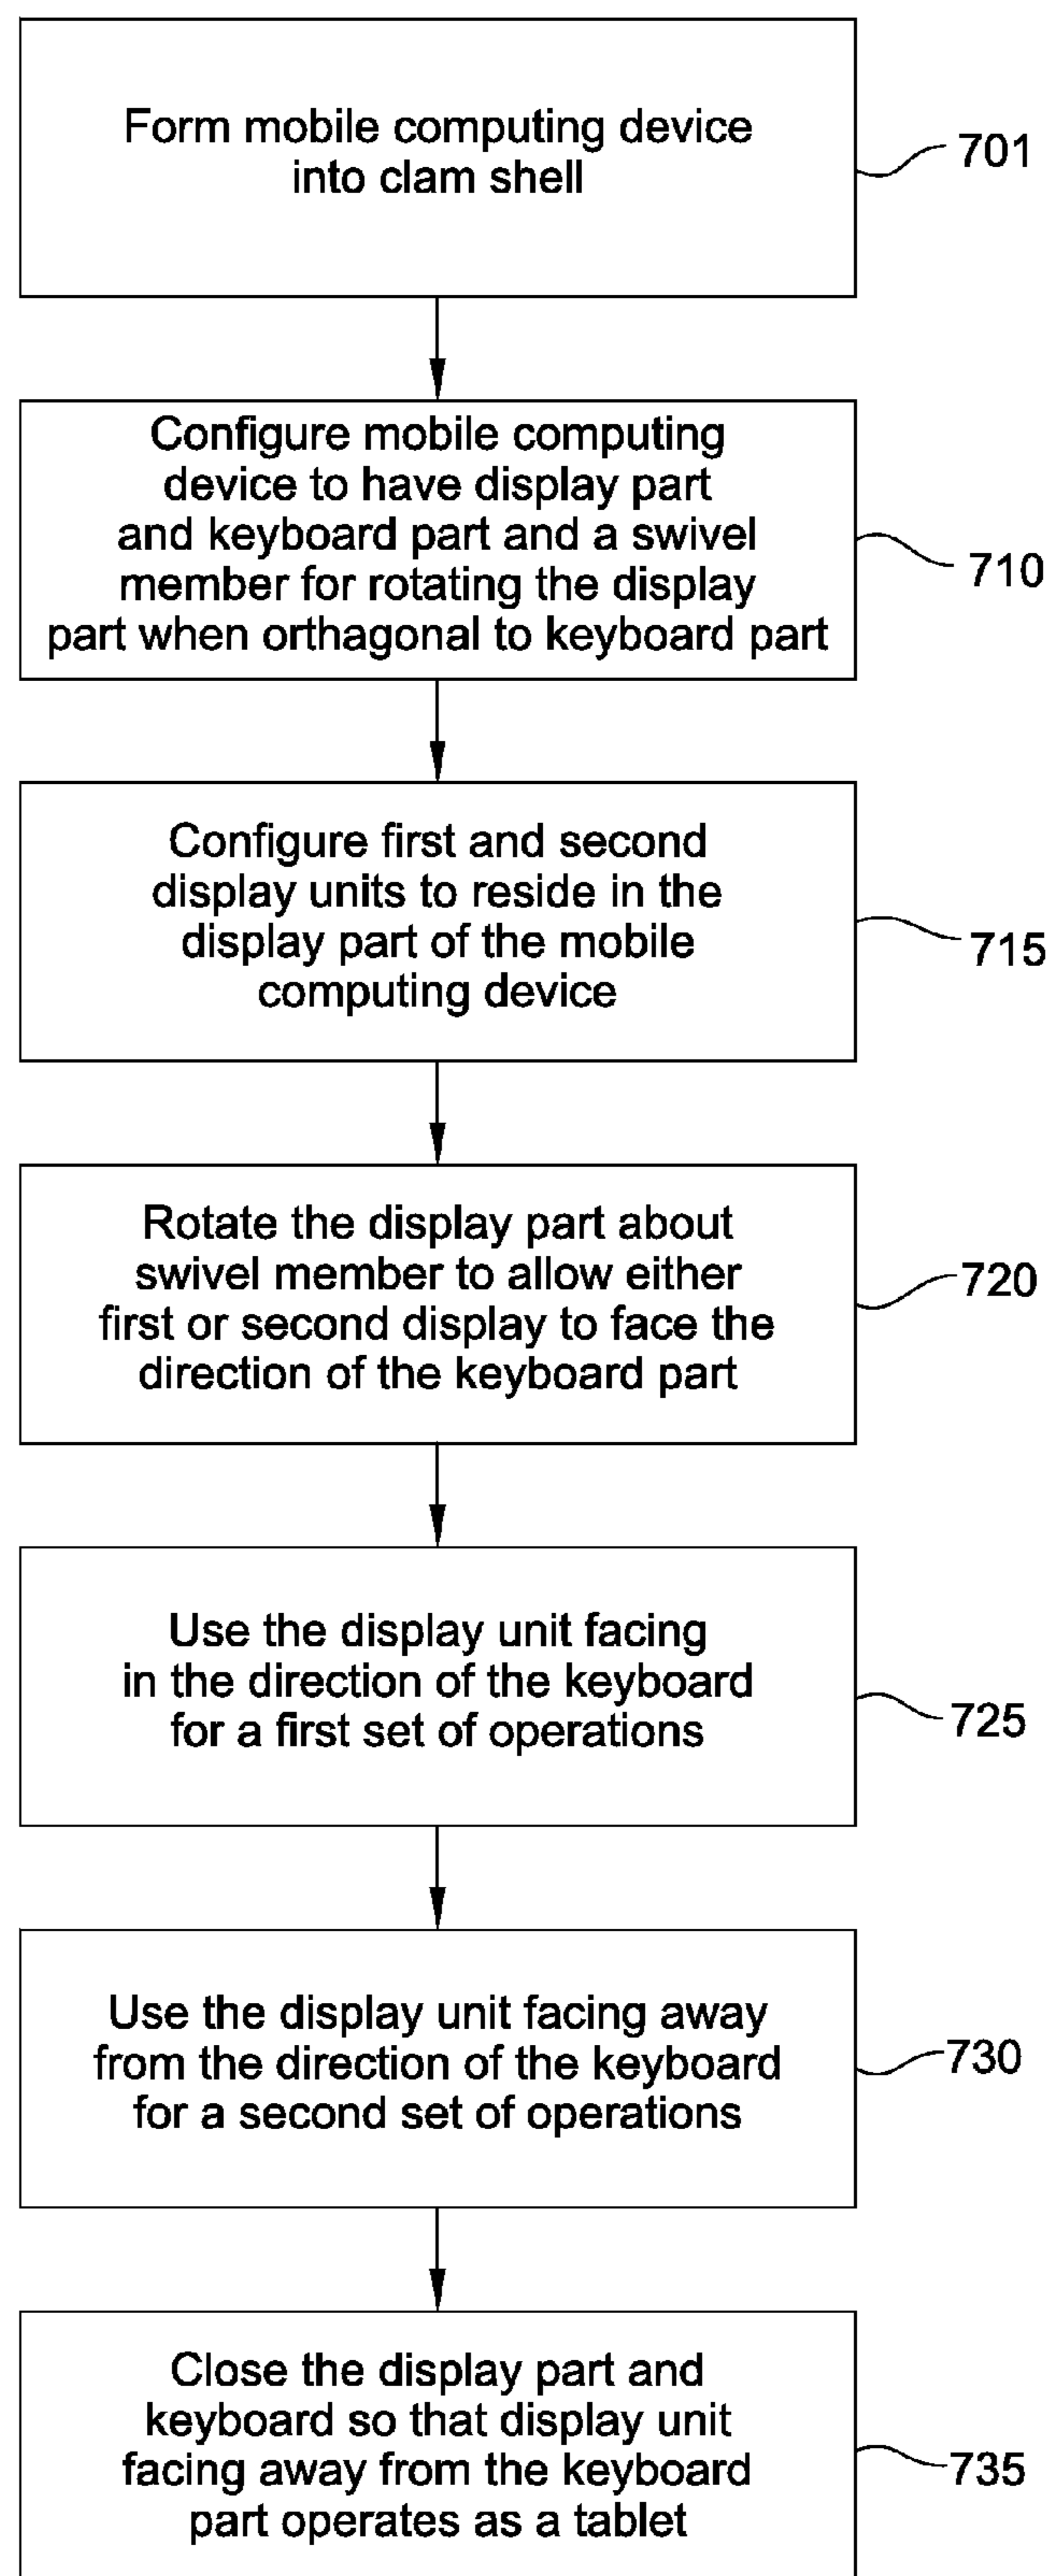 Form mobile computing device
into clam shell
701
Configure mobile computing
device to have display part
and keyboard part and a swivel
member for rotating the display
part when orthagonal to keyboard part
710
Configure first and second
display units to reside in the
display part of the mobile
computing device
715
Rotate the display part about
swivel member to allow either
first or second display to face the
direction of the keyboard part
720
Use the display unit facing
in the direction of the keyboard
for a first set of operations
725
Use the display unit facing away
from the direction of the keyboard
for a second set of operations
730
Close the display part and
keyboard so that display unit
facing away from the keyboard
part operates as a tablet
735